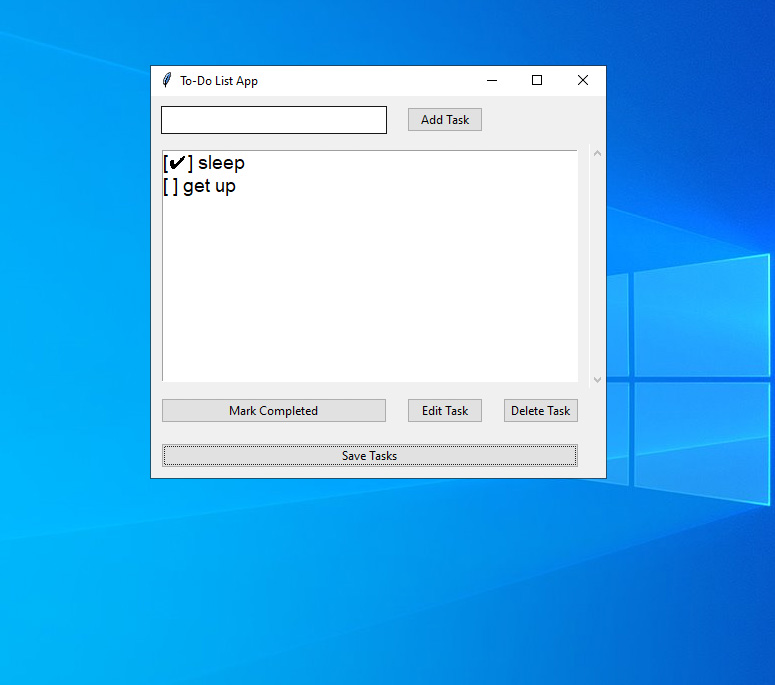 To-Do List App
Add Task
[✔] sleep
[ ] get up
Mark Completed
Edit Task
Delete Task
Save Tasks